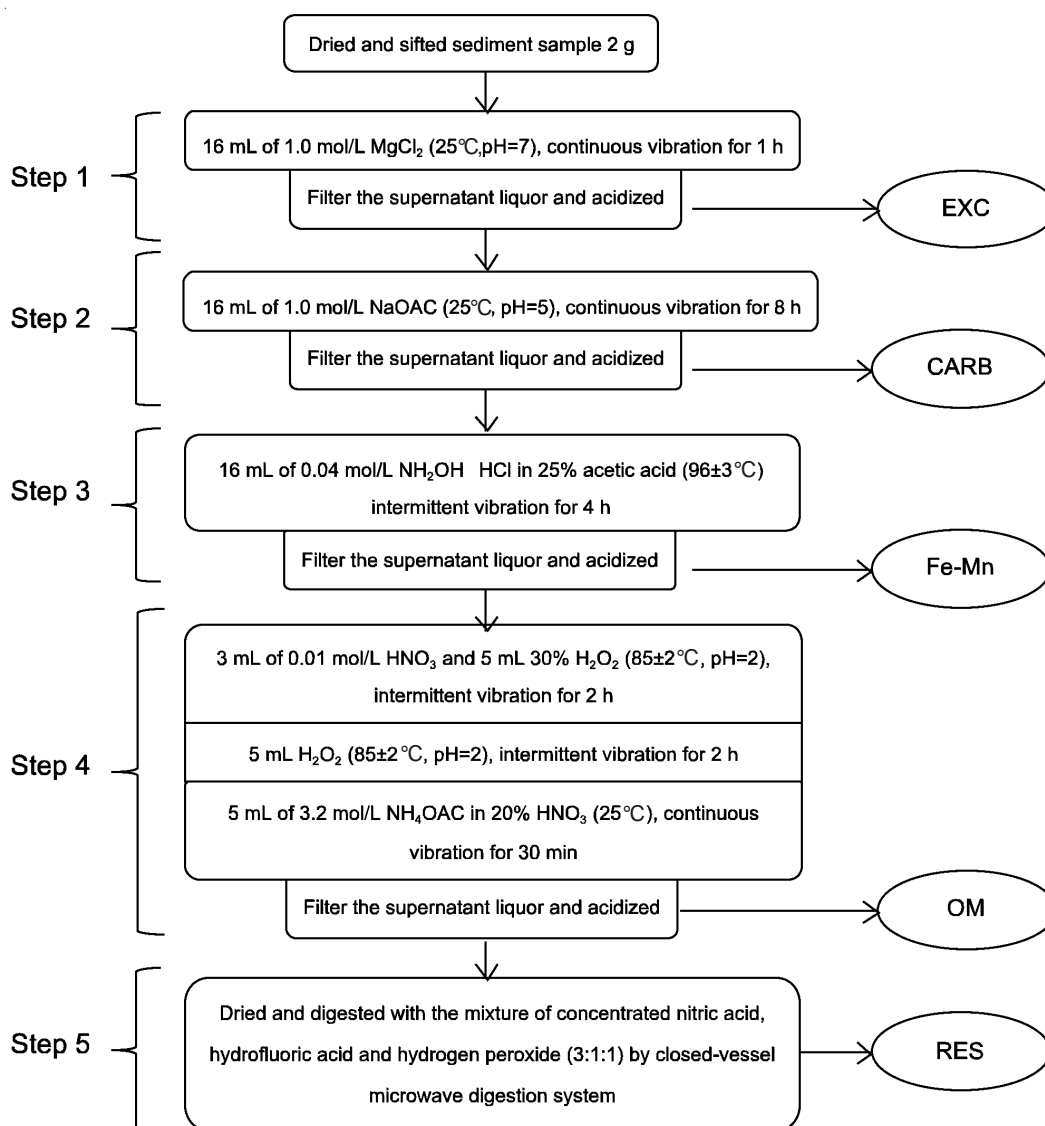 Dried and sifted sediment sample 2 g
Step 1
16 mL of 1.0 mol/L MgCl₂ (25℃,pH=7), continuous vibration for 1 h
Filter the supernatant liquor and acidized
EXC
Step 2
16 mL of 1.0 mol/L NaOAC (25℃, pH=5), continuous vibration for 8 h
Filter the supernatant liquor and acidized
CARB
Step 3
16 mL of 0.04 mol/L NH₂OH HCl in 25% acetic acid (96±3℃)
intermittent vibration for 4 h
Filter the supernatant liquor and acidized
Fe-Mn
Step 4
3 mL of 0.01 mol/L HNO₃ and 5 mL 30% H₂O₂ (85±2℃, pH=2),
intermittent vibration for 2 h
5 mL H₂O₂ (85±2℃, pH=2), intermittent vibration for 2 h
5 mL of 3.2 mol/L NH₄OAC in 20% HNO₃ (25℃), continuous
vibration for 30 min
Filter the supernatant liquor and acidized
OM
Step 5
Dried and digested with the mixture of concentrated nitric acid,
hydrofluoric acid and hydrogen peroxide (3:1:1) by closed-vessel
microwave digestion system
RES